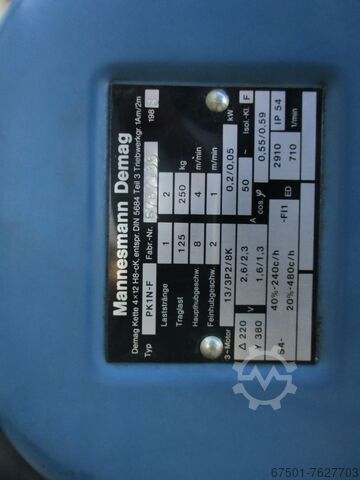 Mannesmann Demag
Demag Kette 4×12 H8-cK, entspr. DIN 5684 Teil 3 Triebwerkgr. 1Am/2m
Typ PK1N-F Fabr.-Nr. 198
Laststränge 1 2
Traglast 125 250 kg
Haupthubgeschw. 8 4 m/min
Feinhubgeschw. 2 1 m/min
3~Motor 13/3P2/8K 0,2/0,05 kW
Δ 220 V 2,6/2,3 A 50 ~ Isol.-Kl. F
Y 380 1,6/1,3 cos φ 0,55/0,59
40%-240c/h -FI1 ED 2910 IP 54
S4- 20%-480c/h 710 1/min
67501-7627703